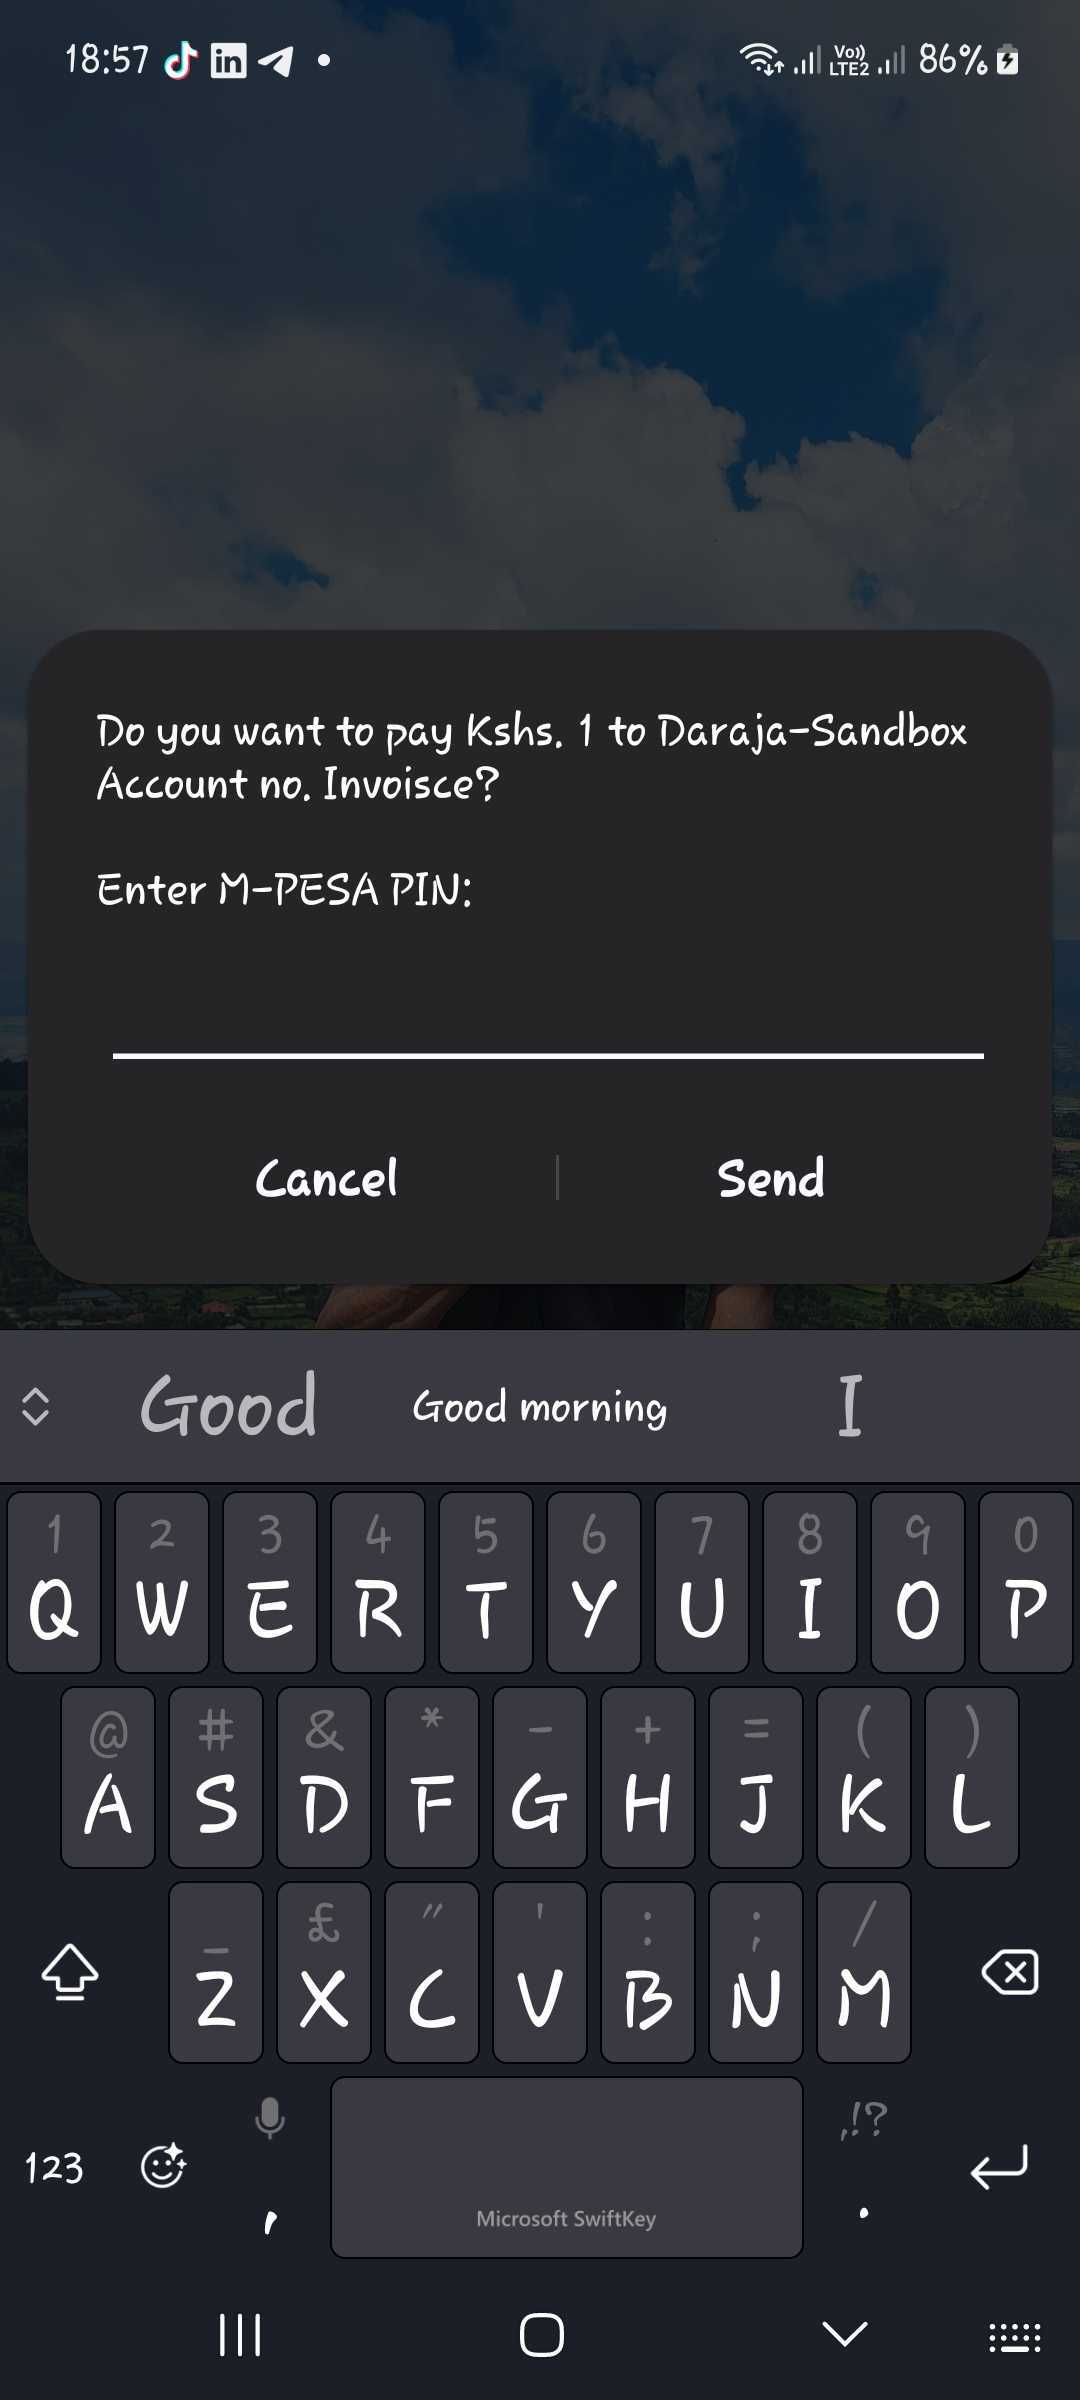 18:57 in Vo)) LTE2 86%
Do you want to pay Kshs. 1 to Daraja-Sandbox
Account no. Invoisce?
Enter M-PESA PIN:
Cancel Send
Good Good morning I
1 2 3 4 5 6 7 8 9 0
Q W E R T Y U I O P
@ # & * - + = ( )
A S D F G H J K L
_ £ " ' : ; /
Z X C V B N M
,!?
123 , Microsoft SwiftKey .